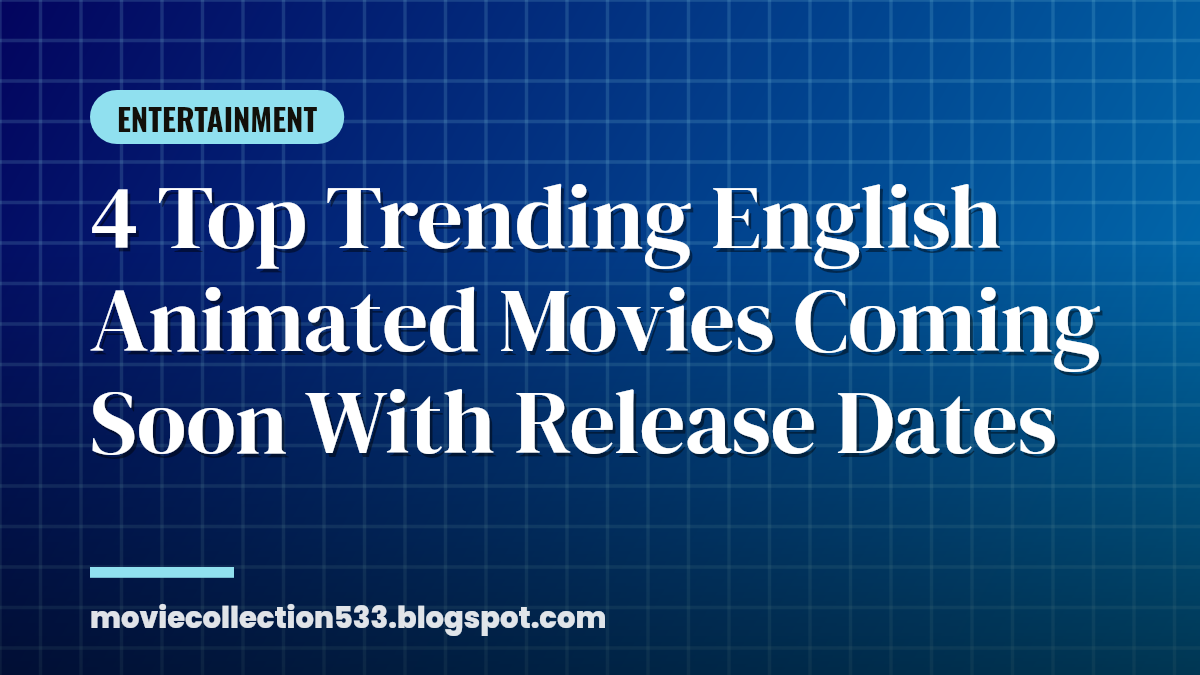 ENTERTAINMENT
4 Top Trending English
Animated Movies Coming
Soon With Release Dates
moviecollection533.blogspot.com